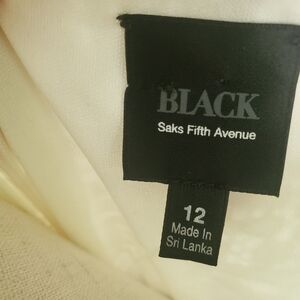 BLACK
Saks Fifth Avenue
12
Made In
Sri Lanka